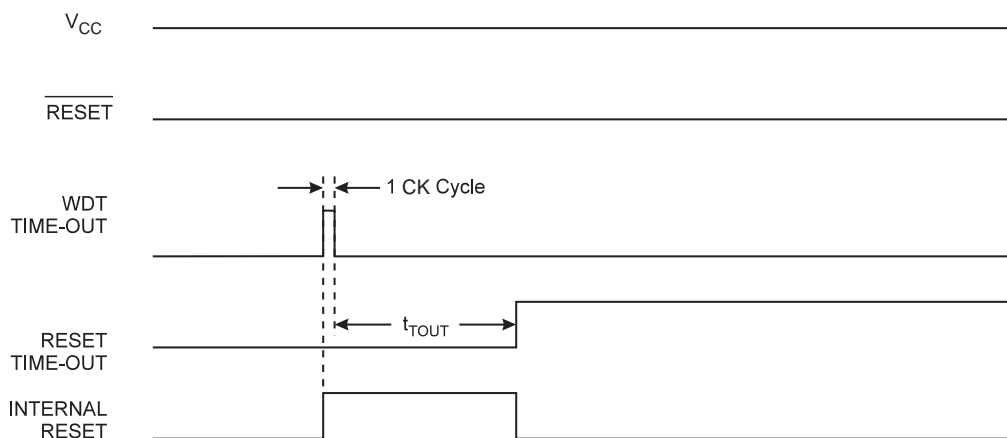 VCC
RESET
1 CK Cycle
WDT
TIME-OUT
tTOUT
RESET
TIME-OUT
INTERNAL
RESET